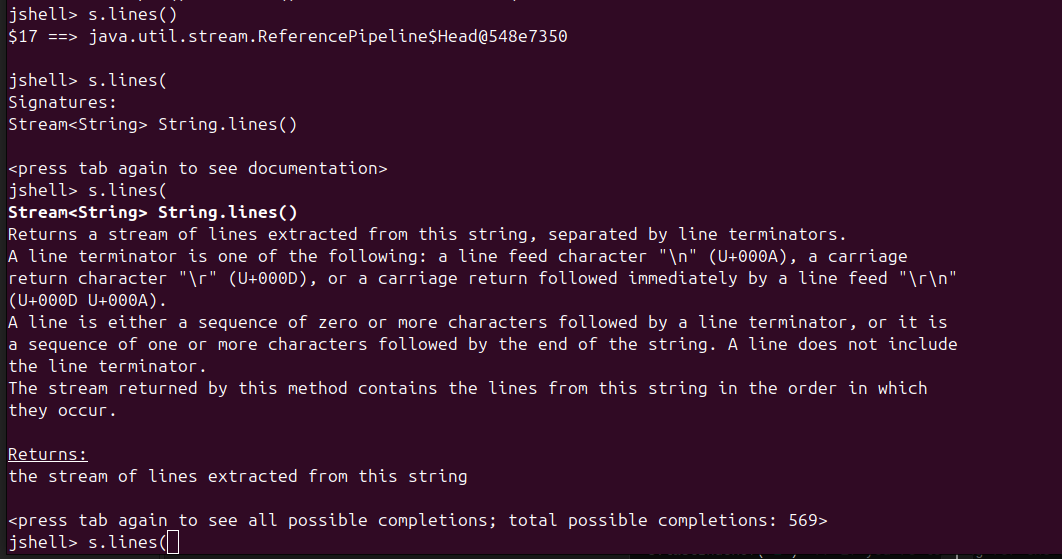 jshell> s.lines()
$17 ==> java.util.stream.ReferencePipeline$Head@548e7350
jshell> s.lines(
Signatures:
Stream<String> String.lines()
<press tab again to see documentation>
jshell> s.lines(
Stream<String> String.lines()
Returns a stream of lines extracted from this string, separated by line terminators.
A line terminator is one of the following: a line feed character "\n" (U+000A), a carriage
return character "\r" (U+000D), or a carriage return followed immediately by a line feed "\r\n"
(U+000D U+000A).
A line is either a sequence of zero or more characters followed by a line terminator, or it is
a sequence of one or more characters followed by the end of the string. A line does not include
the line terminator.
The stream returned by this method contains the lines from this string in the order in which
they occur.
Returns:
the stream of lines extracted from this string
<press tab again to see all possible completions; total possible completions: 569>
jshell> s.lines(